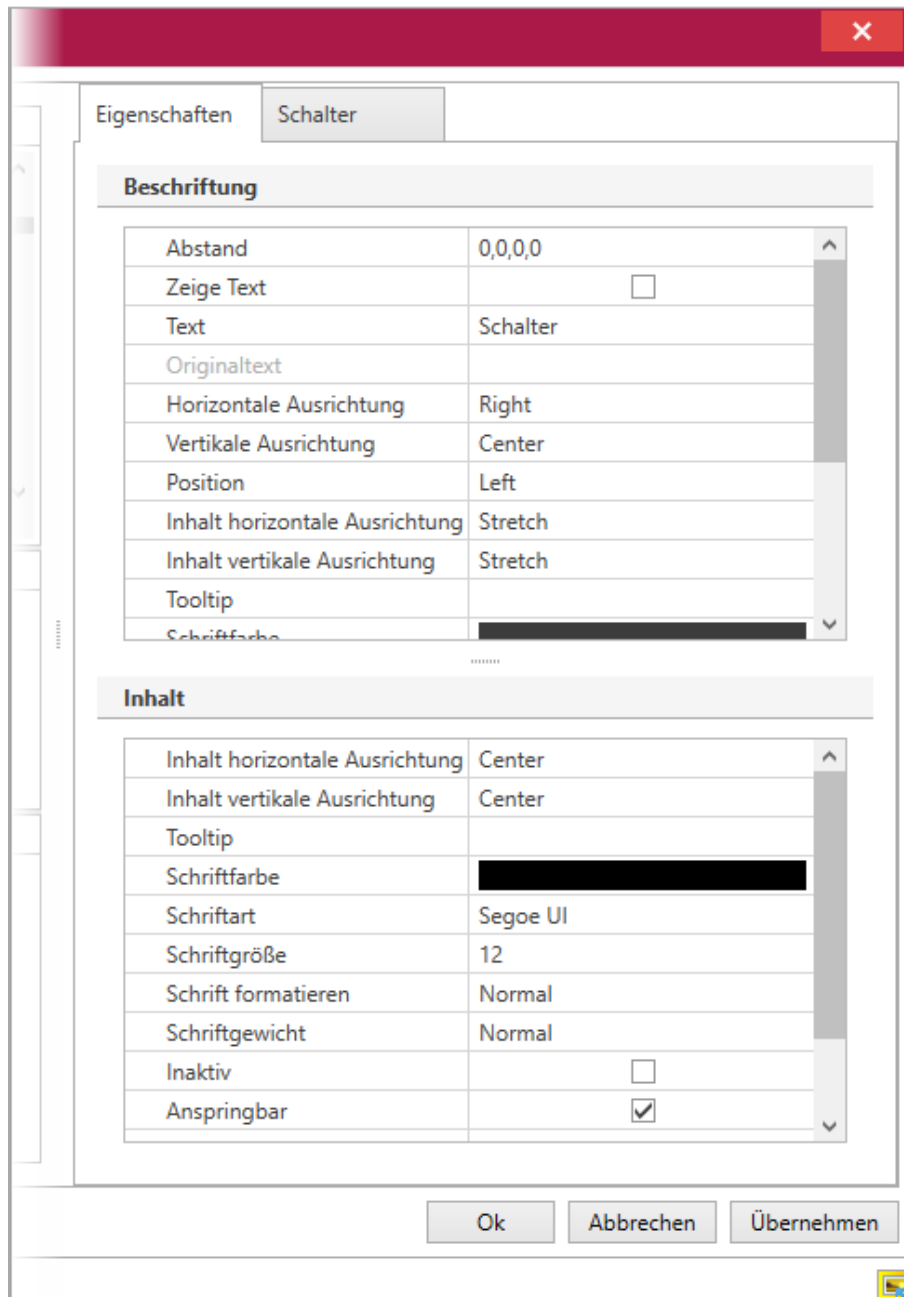 Eigenschaften Schalter
Beschriftung
Abstand 0,0,0,0
Zeige Text
Text Schalter
Originaltext
Horizontale Ausrichtung Right
Vertikale Ausrichtung Center
Position Left
Inhalt horizontale Ausrichtung Stretch
Inhalt vertikale Ausrichtung Stretch
Tooltip
Schriftfarbe
Inhalt
Inhalt horizontale Ausrichtung Center
Inhalt vertikale Ausrichtung Center
Tooltip
Schriftfarbe
Schriftart Segoe UI
Schriftgröße 12
Schrift formatieren Normal
Schriftgewicht Normal
Inaktiv
Anspringbar
Ok Abbrechen Übernehmen